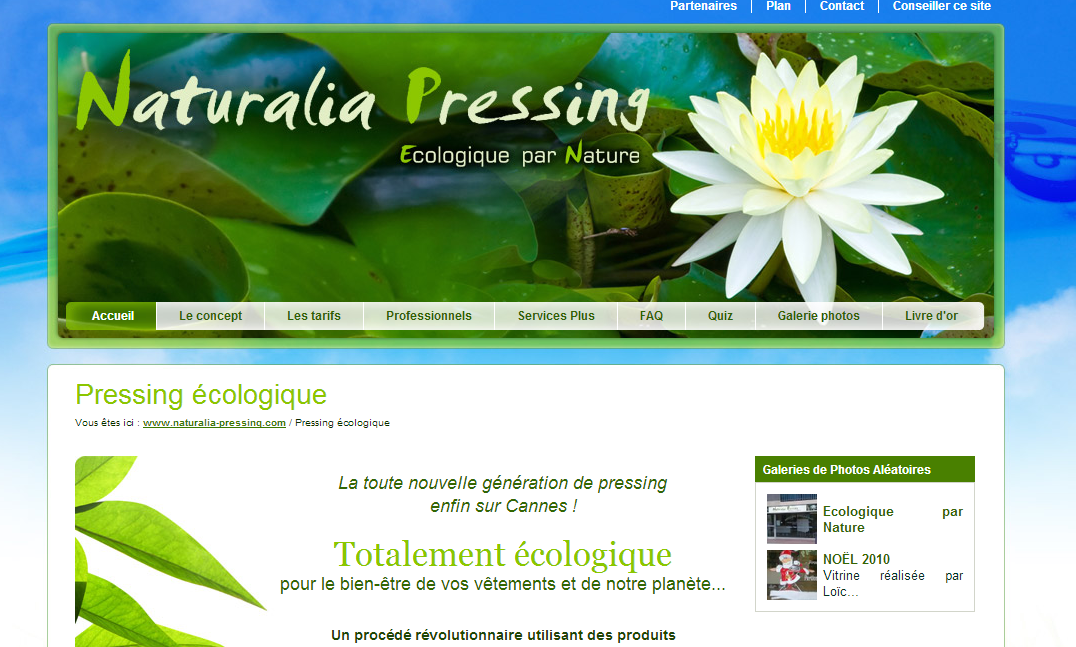 Partenaires Plan Contact Conseiller ce site
Naturalia Pressing
Ecologique par Nature
Accueil Le concept Les tarifs Professionnels Services Plus FAQ Quiz Galerie photos Livre d'or
Pressing écologique
Vous êtes ici : www.naturalia-pressing.com / Pressing écologique
La toute nouvelle génération de pressing
enfin sur Cannes !
Totalement écologique
pour le bien-être de vos vêtements et de notre planète...
Un procédé révolutionnaire utilisant des produits
Galeries de Photos Aléatoires
Ecologique par
Nature
NOËL 2010
Vitrine réalisée par
Loïc...